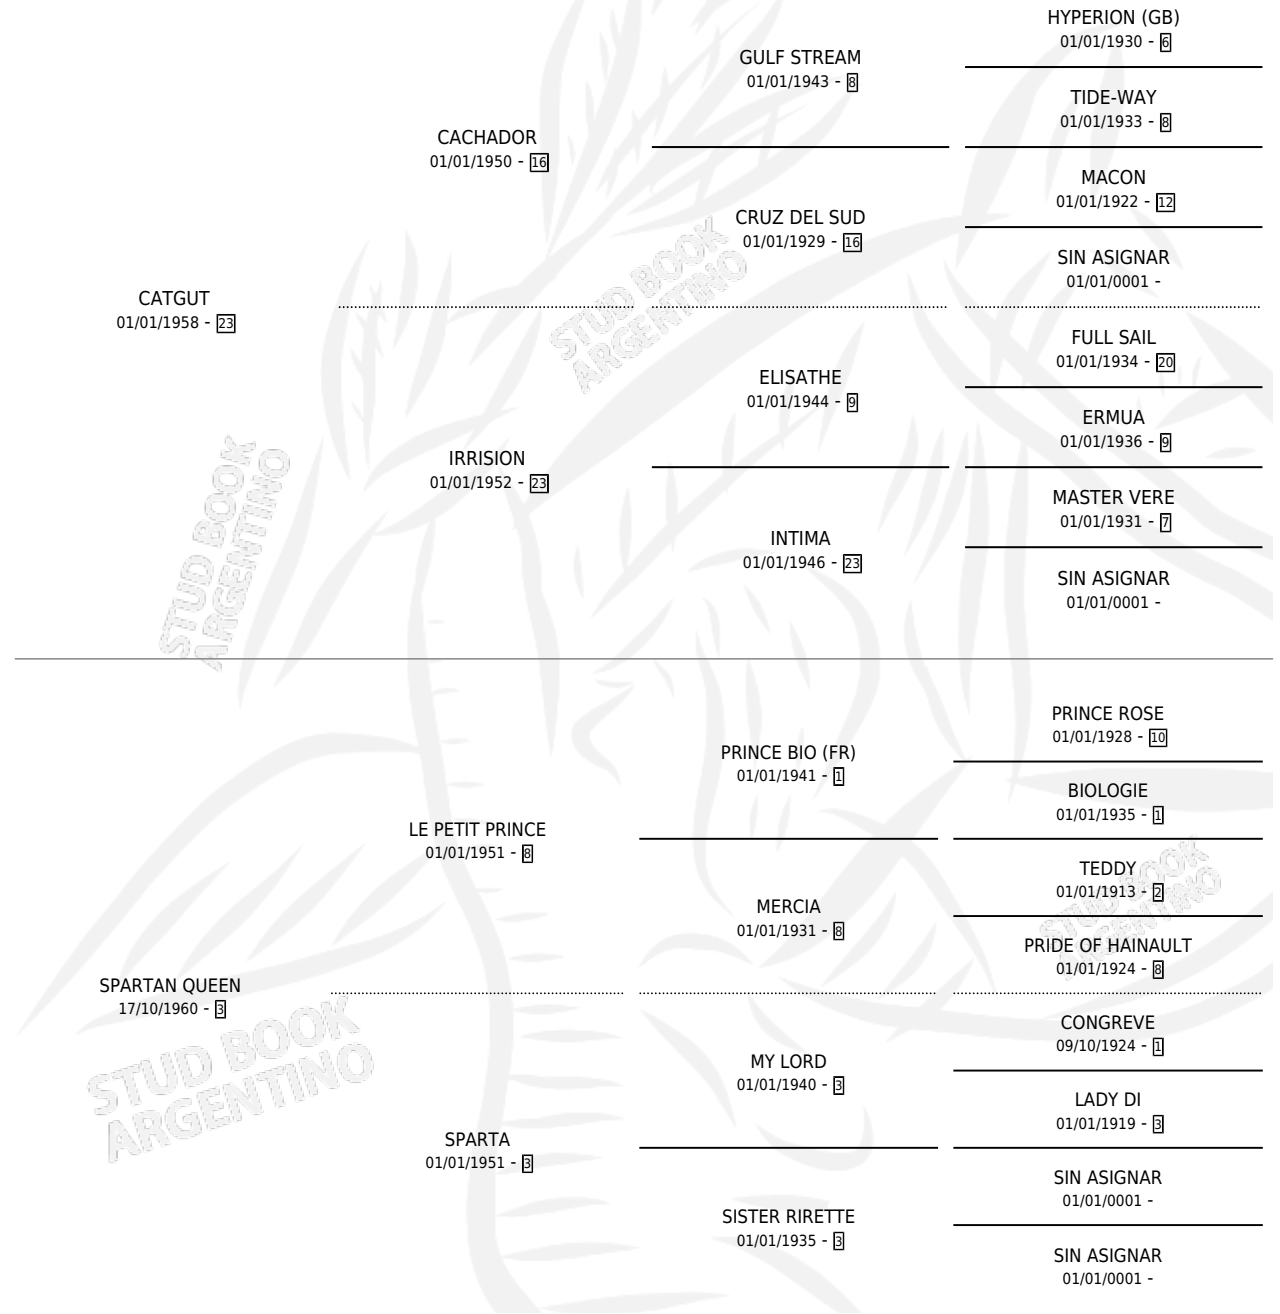 HYPERION (GB)
01/01/1930 - 6
GULF STREAM
01/01/1943 - 8
TIDE-WAY
01/01/1933 - 8
CACHADOR
01/01/1950 - 16
MACON
01/01/1922 - 12
CRUZ DEL SUD
01/01/1929 - 16
SIN ASIGNAR
01/01/0001 -
CATGUT
01/01/1958 - 23
STUD BOOK
ARGENTINO
FULL SAIL
01/01/1934 - 20
ELISATHE
01/01/1944 - 9
ERMUA
01/01/1936 - 9
IRRISION
01/01/1952 - 23
MASTER VERE
01/01/1931 - 7
INTIMA
01/01/1946 - 23
SIN ASIGNAR
01/01/0001 -
STUD BOOK
ARGENTINO
PRINCE ROSE
01/01/1928 - 10
PRINCE BIO (FR)
01/01/1941 - 1
BIOLOGIE
01/01/1935 - 1
LE PETIT PRINCE
01/01/1951 - 8
TEDDY
01/01/1913 - 2
MERCIA
01/01/1931 - 8
STUD BOOK
ARGENTINO
PRIDE OF HAINAULT
01/01/1924 - 8
SPARTAN QUEEN
17/10/1960 - 3
CONGREVE
09/10/1924 - 1
MY LORD
01/01/1940 - 3
STUD BOOK
ARGENTINO
LADY DI
01/01/1919 - 3
SPARTA
01/01/1951 - 3
SIN ASIGNAR
01/01/0001 -
SISTER RIRETTE
01/01/1935 - 3
SIN ASIGNAR
01/01/0001 -